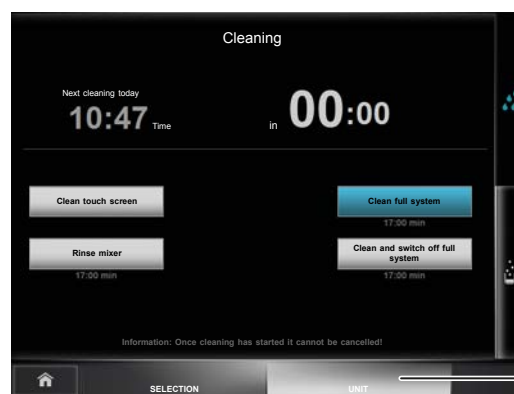 Cleaning
Next cleaning today
10:47 Time
in 00:00
Clean touch screen
Clean full system
17:00 min
Rinse mixer
Clean and switch off full
system
17:00 min
17:00 min
Information: Once cleaning has started it cannot be cancelled!
SELECTION
UNIT